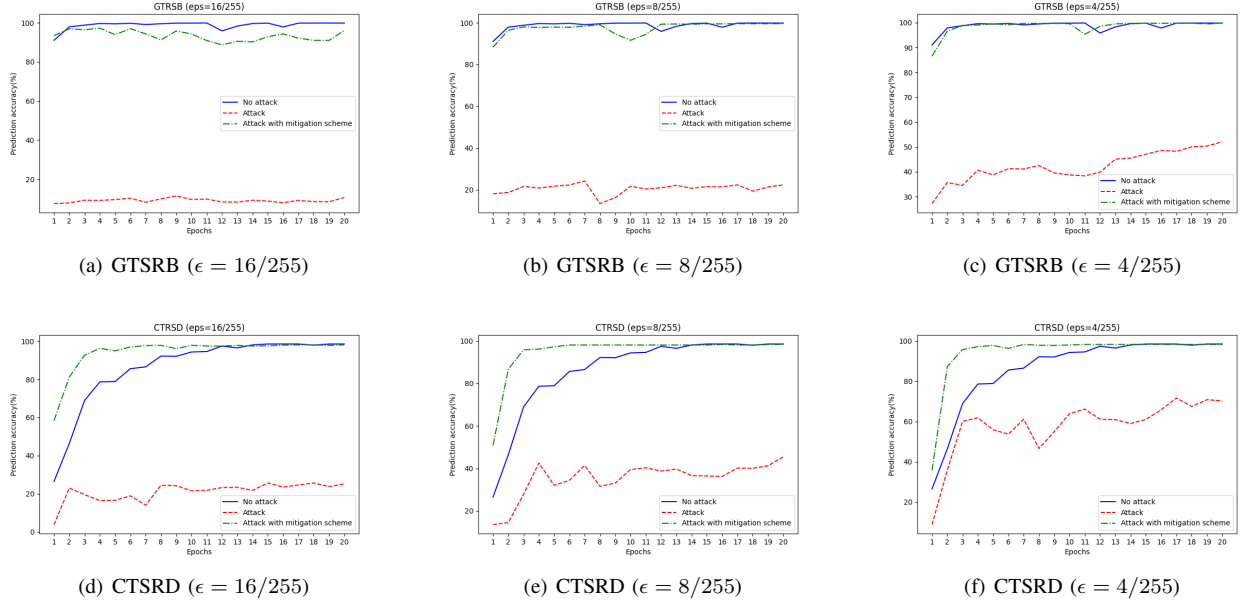 GTRSB (eps=16/255)
Prediction accuracy(%)
100
80
60
40
20
No attack
Attack
Attack with mitigation scheme
1 2 3 4 5 6 7 8 9 10 11 12 13 14 15 16 17 18 19 20
Epochs
(a) GTSRB (ϵ = 16/255)
GTRSB (eps=8/255)
Prediction accuracy(%)
100
80
60
40
20
No attack
Attack
Attack with mitigation scheme
1 2 3 4 5 6 7 8 9 10 11 12 13 14 15 16 17 18 19 20
Epochs
(b) GTSRB (ϵ = 8/255)
GTRSB (eps=4/255)
Prediction accuracy(%)
100
90
80
70
60
50
40
30
No attack
Attack
Attack with mitigation scheme
1 2 3 4 5 6 7 8 9 10 11 12 13 14 15 16 17 18 19 20
Epochs
(c) GTSRB (ϵ = 4/255)
CTRSD (eps=16/255)
Prediction accuracy(%)
100
80
60
40
20
0
No attack
Attack
Attack with mitigation scheme
1 2 3 4 5 6 7 8 9 10 11 12 13 14 15 16 17 18 19 20
Epochs
(d) CTSRD (ϵ = 16/255)
CTRSD (eps=8/255)
Prediction accuracy(%)
100
80
60
40
20
No attack
Attack
Attack with mitigation scheme
1 2 3 4 5 6 7 8 9 10 11 12 13 14 15 16 17 18 19 20
Epochs
(e) CTSRD (ϵ = 8/255)
CTRSD (eps=4/255)
Prediction accuracy(%)
100
80
60
40
20
No attack
Attack
Attack with mitigation scheme
1 2 3 4 5 6 7 8 9 10 11 12 13 14 15 16 17 18 19 20
Epochs
(f) CTSRD (ϵ = 4/255)